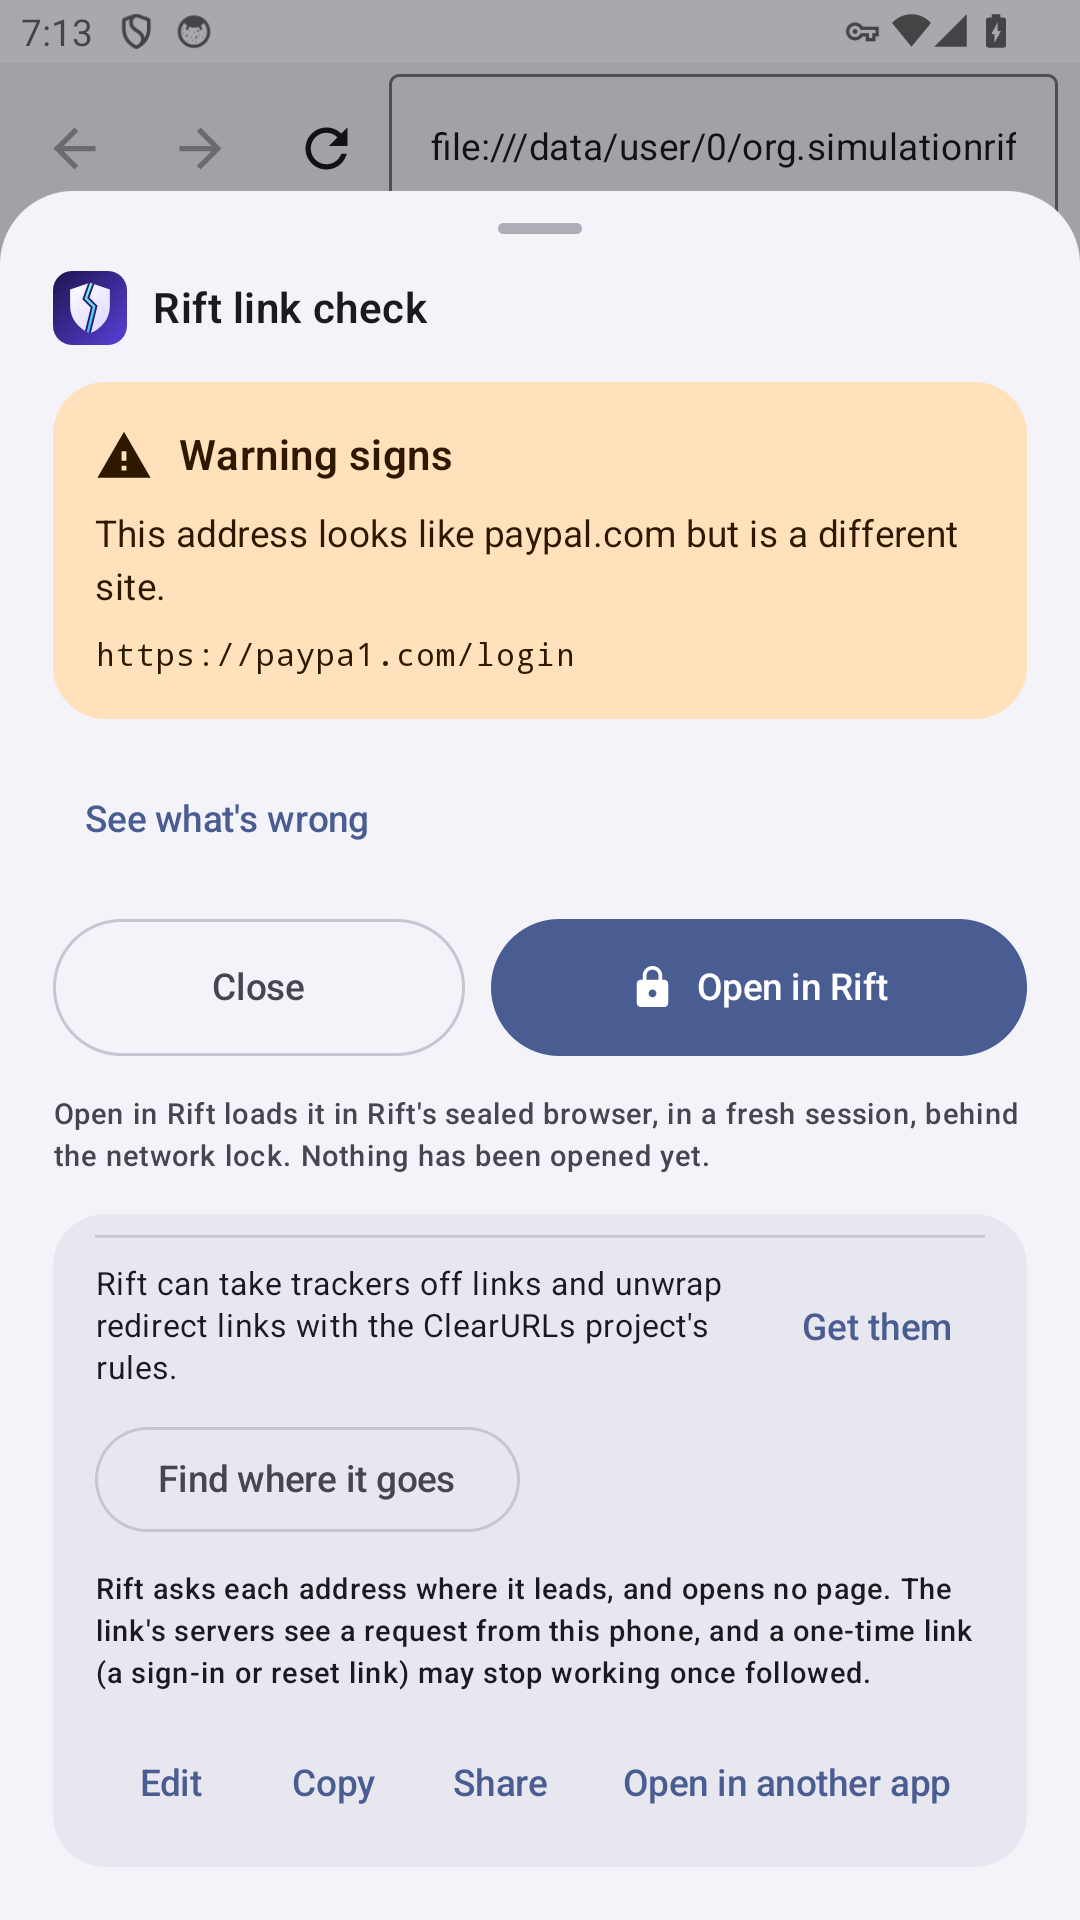 7:13
file:///data/user/0/org.simulationrif
Rift link check
Warning signs
This address looks like paypal.com but is a different
site.
https://paypa1.com/login
See what's wrong
Close
Open in Rift
Open in Rift loads it in Rift's sealed browser, in a fresh session, behind
the network lock. Nothing has been opened yet.
Rift can take trackers off links and unwrap
redirect links with the ClearURLs project's
rules.
Get them
Find where it goes
Rift asks each address where it leads, and opens no page. The
link's servers see a request from this phone, and a one-time link
(a sign-in or reset link) may stop working once followed.
Edit
Copy
Share
Open in another app